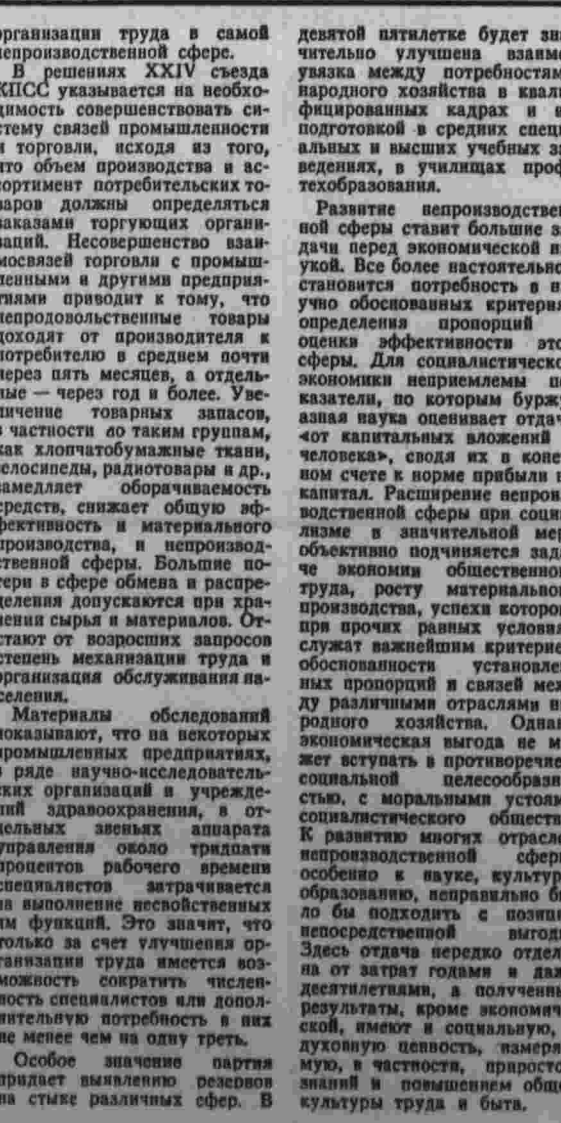 организации труда в самой
непроизводственной сфере.
В решениях XXIV съезда
КПСС указывается на необхо-
димость совершенствовать си-
стему связей промышленности
и торговли, исходя из того,
что объем производства и ас-
сортимент потребительских то-
варов должны определяться
заказами торгующих органи-
заций. Несовершенство взаи-
мосвязей торговли с промыш-
ленными и другими предприя-
тиями приводит к тому, что
непродовольственные товары
доходят от производителя к
потребителю в среднем почти
через пять месяцев, а отдель-
ные — через год и более. Уве-
личение товарных запасов,
в частности по таким группам,
как хлопчатобумажные ткани,
велосипеды, радиотовары и др.,
замедляет оборачиваемость
средств, снижает общую эф-
фективность и материального
производства, и непроизвод-
ственной сферы. Большие по-
тери в сфере обмена и распре-
деления допускаются при хра-
нении сырья и материалов. От-
стают от возросших запросов
степень механизации труда и
организация обслуживания на-
селения.
Материалы обследований
показывают, что на некоторых
промышленных предприятиях,
в ряде научно-исследователь-
ских организаций и учрежде-
ний здравоохранения, в от-
дельных звеньях аппарата
управления около тридцати
процентов рабочего времени
специалистов затрачивается
на выполнение несвойственных
им функций. Это значит, что
только за счет улучшения ор-
ганизации труда имеется воз-
можность сократить числен-
ность специалистов или допол-
нительную потребность в них
не менее чем на одну треть.
Особое значение партия
придает выявлению резервов
на стыке различных сфер. В
девятой пятилетке будет зна
чительно улучшена взаимо
увязка между потребностям
народного хозяйства в квали
фицированных кадрах и и
подготовкой в средних специ
альных и высших учебных за
ведениях, в училищах проф
техобразования.
Развитие непроизводствен
ной сферы ставит большие за
дачи перед экономической на
укой. Все более настоятельно
становится потребность в на
учно обоснованных критерия
определения пропорций
оценки эффективности это
сферы. Для социалистическо
экономики неприемлемы по
казатели, по которым буржу
азная наука оценивает отдач
«от капитальных вложений
человека», сводя их в коне
ном счете к норме прибыли н
капитал. Расширение непроиз
водственной сферы при социа
лизме в значительной мер
объективно подчиняется зада
че экономии общественно
труда, росту материально
производства, успехи которо
при прочих равных условия
служат важнейшим критерие
обоснованности установле
ных пропорций и связей меж
ду различными отраслями на
родного хозяйства. Однак
экономическая выгода не мо
жет вступать в противоречие
социальной целесообразно
стью, с моральными устоям
социалистического обществ
К развитию многих отрасле
непроизводственной сферы
особенно к науке, культур
образованию, неправильно бы
ло бы подходить с позици
непосредственной выгод
Здесь отдача нередко отделе
на от затрат годами и даж
десятилетиями, а полученны
результаты, кроме экономиче
ской, имеют и социальную,
духовную ценность, измеря
мую, в частности, приросто
знаний и повышением обще
культуры труда и быта.